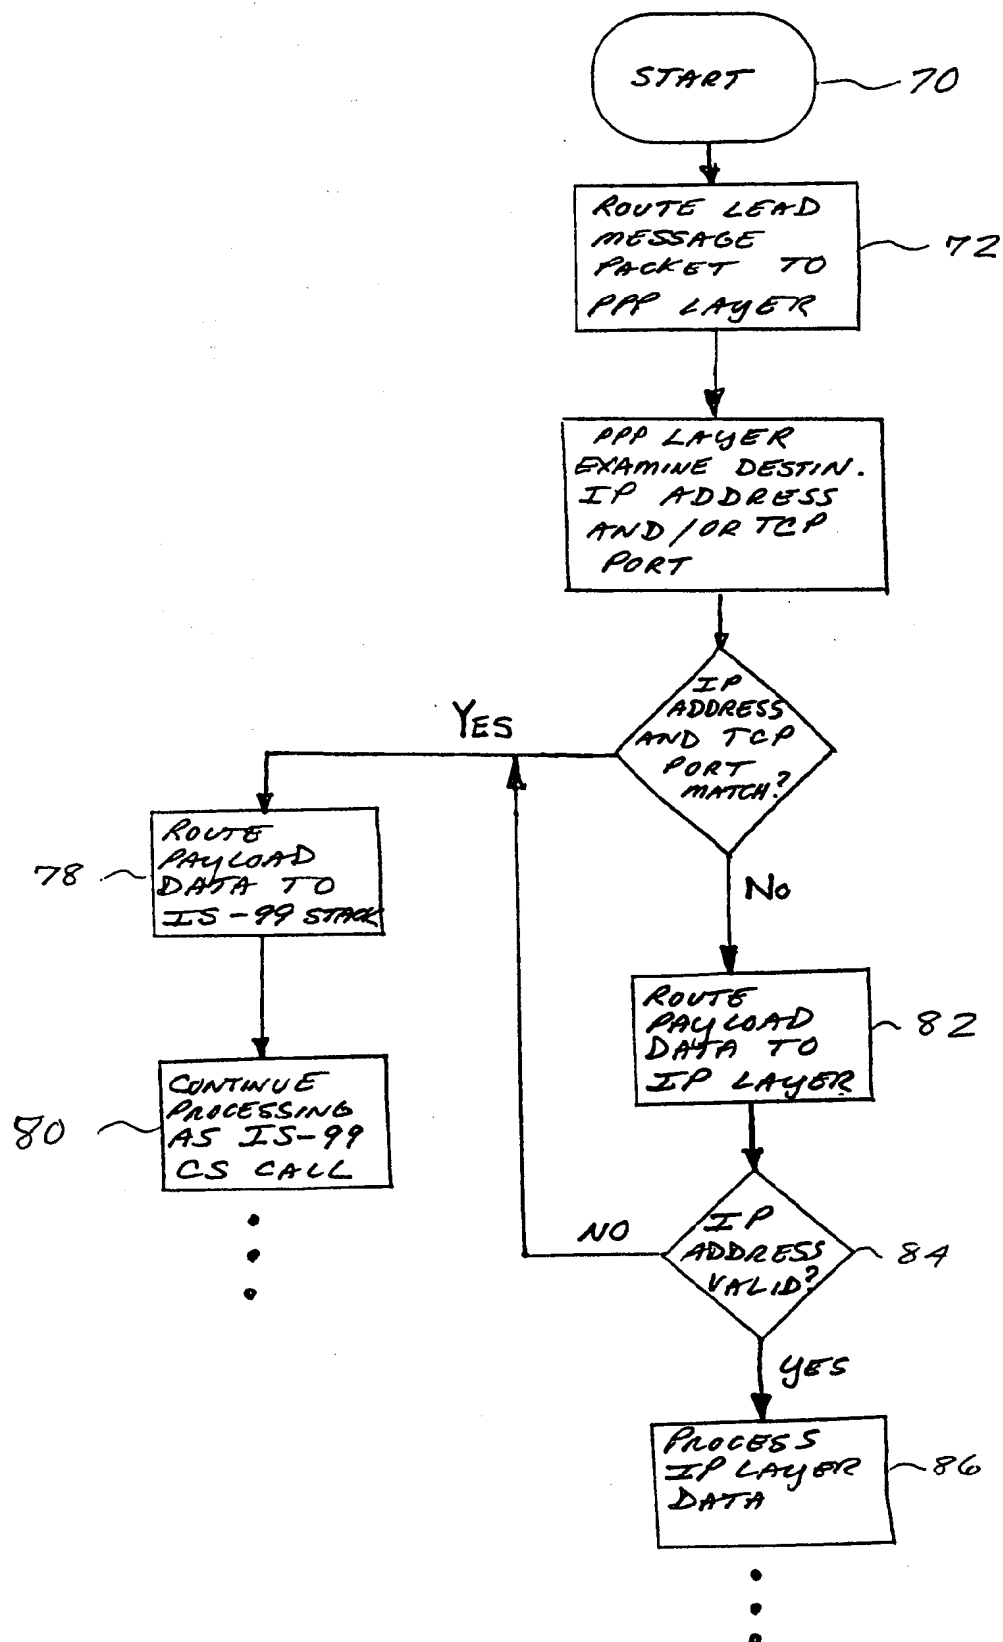 START
70
ROUTE LEAD
MESSAGE
PACKET TO
PPP LAYER
72
PPP LAYER
EXAMINE DESTIN.
IP ADDRESS
AND/OR TCP
PORT
IP
ADDRESS
AND TCP
PORT
MATCH?
YES
NO
ROUTE
PAYLOAD
DATA TO
IS-99 STACK
78
CONTINUE
PROCESSING
AS IS-99
CS CALL
80
ROUTE
PAYLOAD
DATA TO
IP LAYER
82
IP
ADDRESS
VALID?
84
NO
YES
PROCESS
IP LAYER
DATA
86